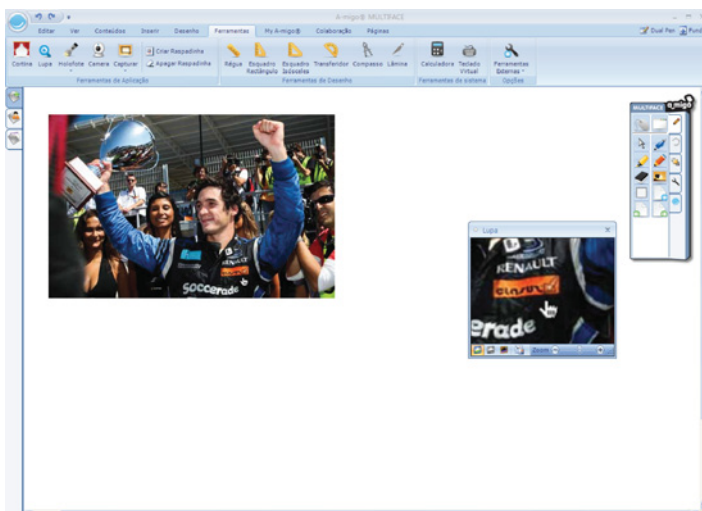 A-migo® MULTRACE
Editar Ver Conteúdos Inserir Desenho Ferramentas My A-migo® Colaboração Páginas
Dual Pen Fund
Criar Raspadinha
Apagar Raspadinha
Cortina Lupa Holofote Camera Capturar
Régua Esquadro Rectângulo Esquadro Isósceles Transferidor Compasso Lâmina
Calculadora Teclado Virtual
Ferramentas Externas
Ferramentas de Aplicação Ferramentas de Desenho Ferramentas de sistema Opções
MULTRACE a_migo
soccerade
Lupa
RENAULT
erade
Zoom